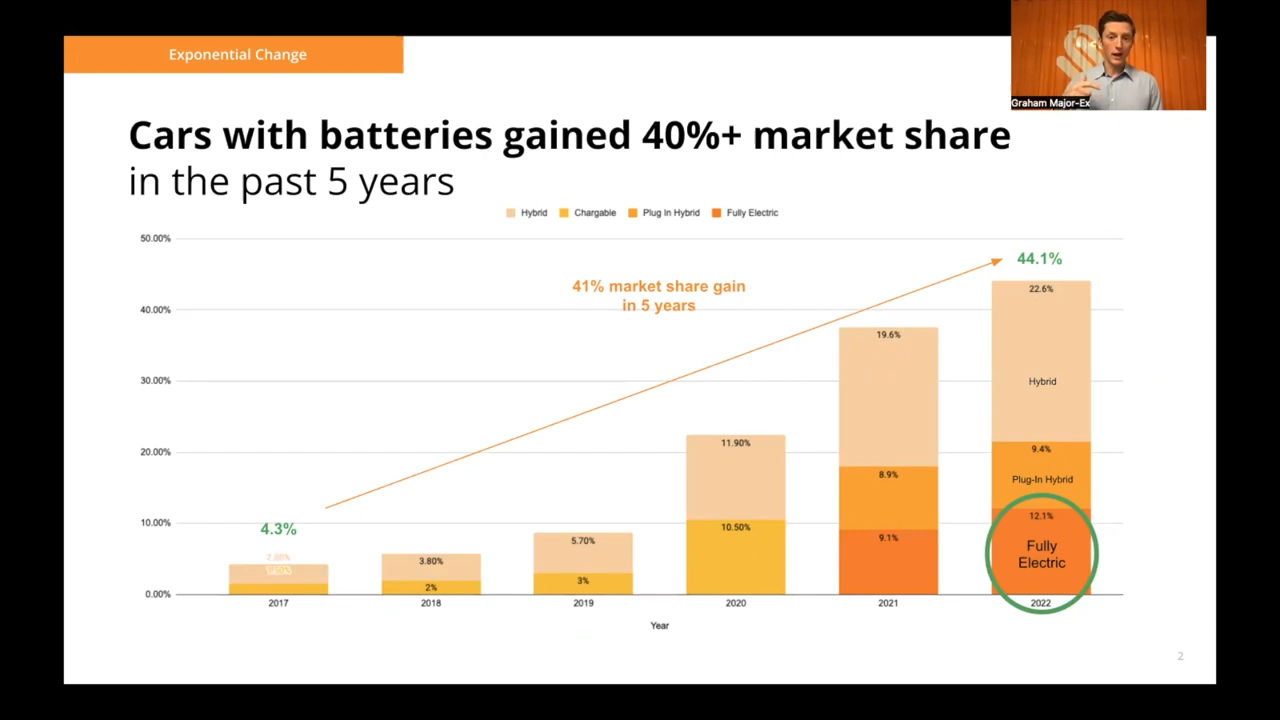 Exponential Change
Graham Major-Ex
Cars with batteries gained 40%+ market share
in the past 5 years
Hybrid
Chargable
Plug In Hybrid
Fully Electric
50.00%
40.00%
30.00%
20.00%
10.00%
0.00%
41% market share gain
in 5 years
4.3%
2.80%
1.50%
2017
3.80%
2%
2018
5.70%
3%
2019
11.90%
10.50%
2020
19.6%
8.9%
9.1%
2021
44.1%
22.6%
Hybrid
9.4%
Plug-In Hybrid
12.1%
Fully
Electric
2022
Year
2